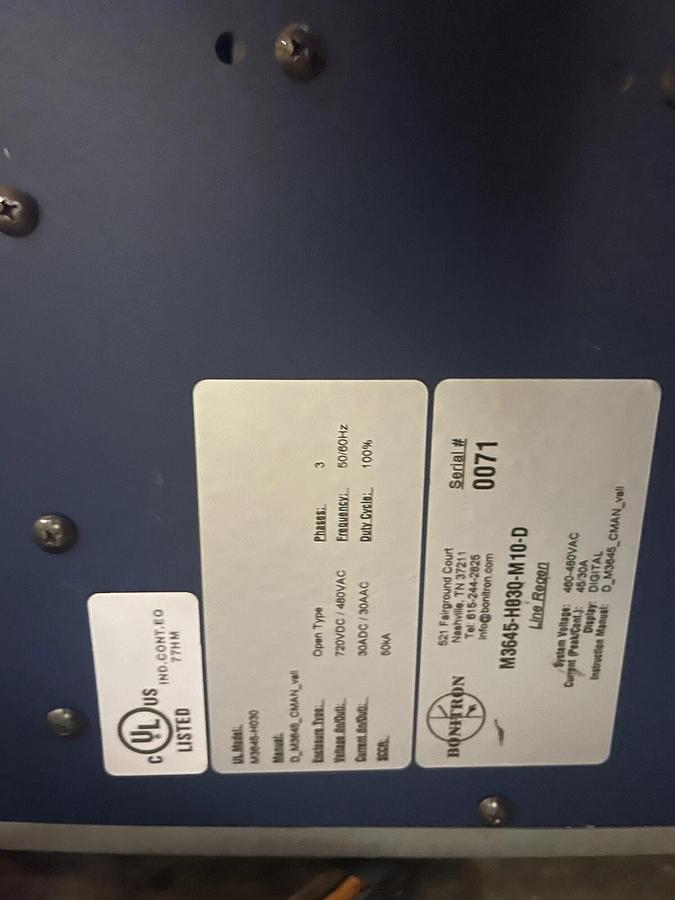 C UL US
LISTED
IND.CONT.EQ
77HM
UL Model:
M3645-H030
Manual:
D_M3645_CMAN_vall
Enclosure Type: Open Type Phases: 3
Voltage (In/Out): 720VDC / 480VAC Frequency: 50/60Hz
Current (In/Out): 30ADC / 30AAC Duty Cycle: 100%
SCCR: 50kA
BONITRON
521 Fairground Court
Nashville, TN 37211
Tel: 615-244-2825
info@bonitron.com
Serial #
0071
M3645-H030-M10-D
Line Regen
System Voltage: 460-480VAC
Current (Peak/Cont.): 45/30A
Display: DIGITAL
Instruction Manual: D_M3645_CMAN_vall